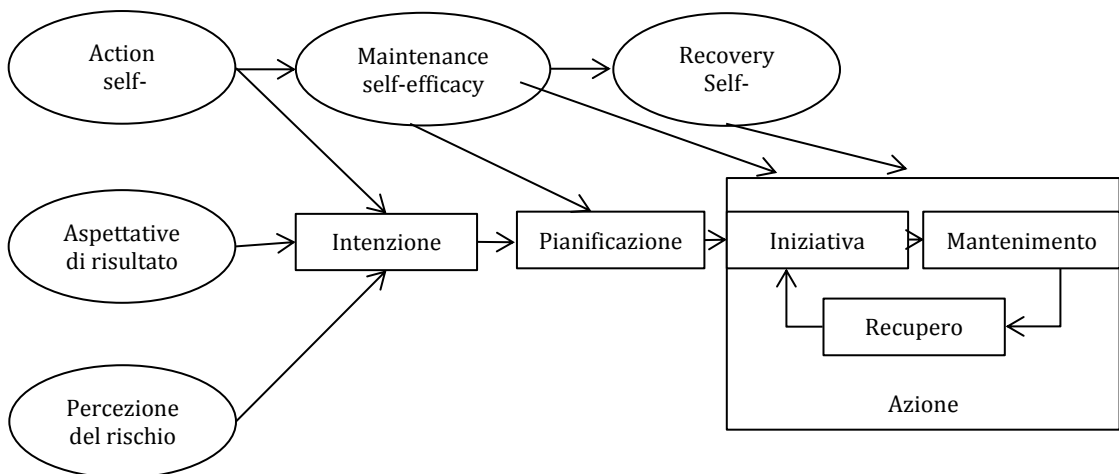 Action
self-
Maintenance
self-efficacy
Recovery
Self-
Aspettative
di risultato
Intenzione
Pianificazione
Iniziativa
Mantenimento
Recupero
Azione
Percezione
del rischio